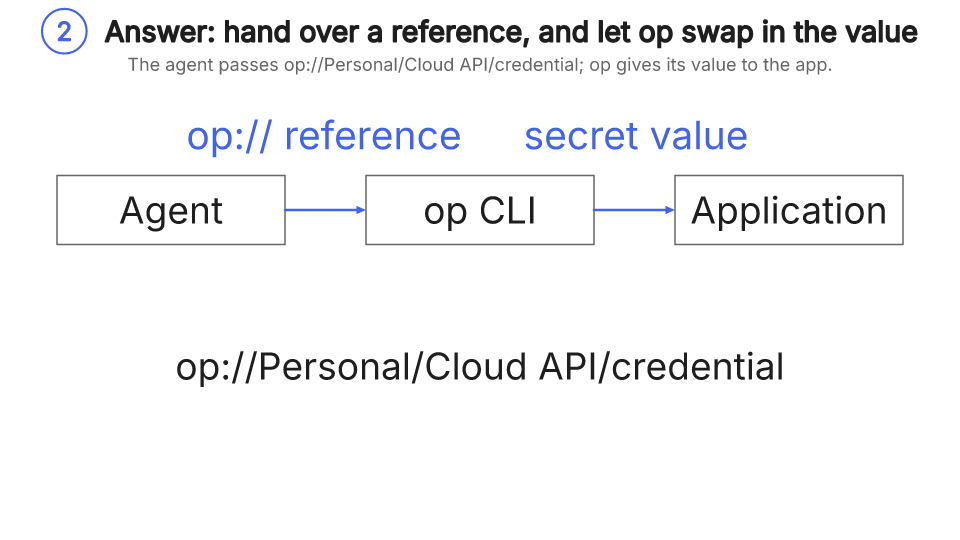 2 Answer: hand over a reference, and let op swap in the value
The agent passes op://Personal/Cloud API/credential; op gives its value to the app.
op:// reference secret value
Agent op CLI Application
op://Personal/Cloud API/credential